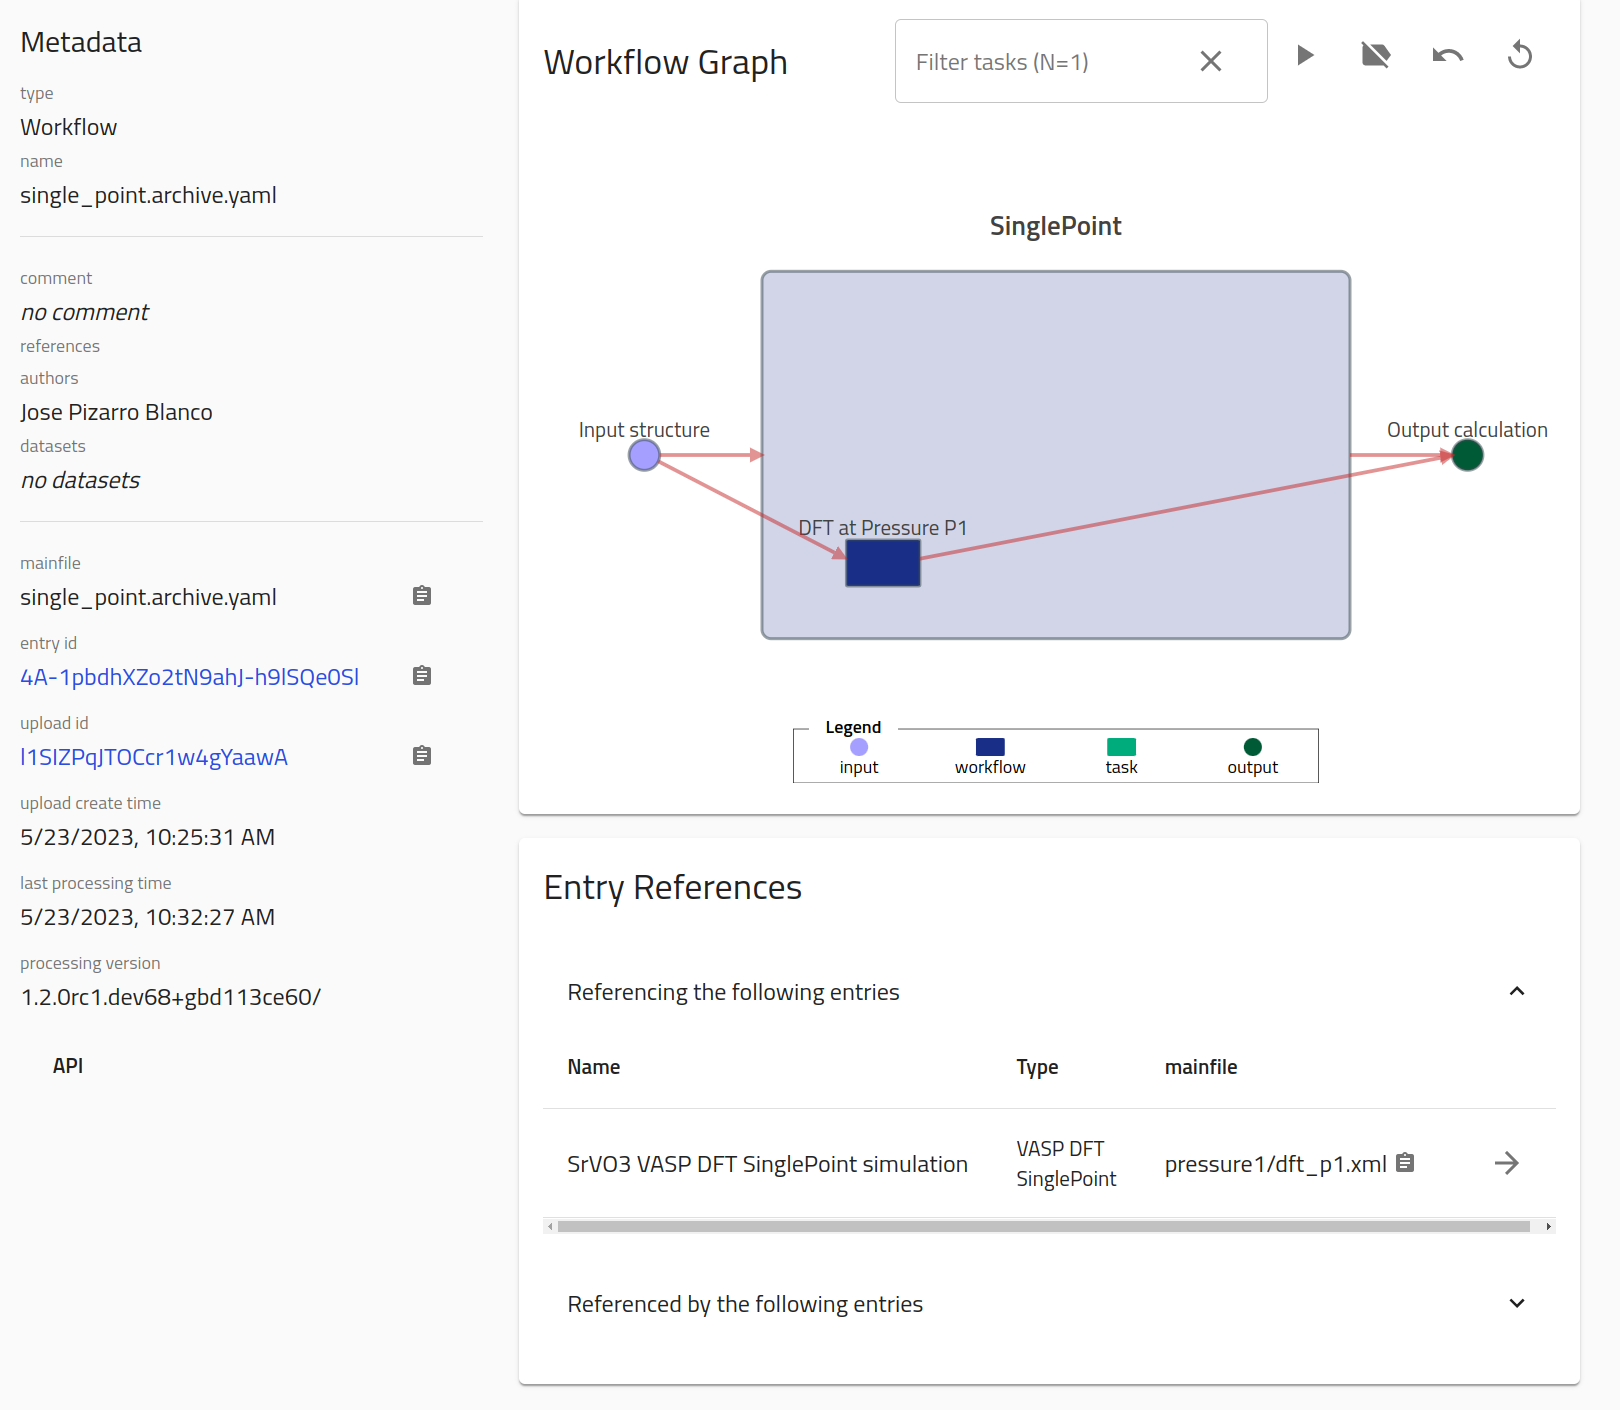 Metadata
type
Workflow
name
single_point.archive.yaml
comment
no comment
references
authors
Jose Pizarro Blanco
datasets
no datasets
mainfile
single_point.archive.yaml
entry id
4A-1pbdhXZo2tN9ahJ-h9lSQe0Sl
upload id
l1SIZPqJTOCcr1w4gYaawA
upload create time
5/23/2023, 10:25:31 AM
last processing time
5/23/2023, 10:32:27 AM
processing version
1.2.0rc1.dev68+gbd113ce60/
API
Workflow Graph
Filter tasks (N=1)
SinglePoint
Input structure
Output calculation
DFT at Pressure P1
Legend
input workflow task output
Entry References
Referencing the following entries
Name Type mainfile
SrVO3 VASP DFT SinglePoint simulation VASP DFT SinglePoint pressure1/dft_p1.xml
Referenced by the following entries